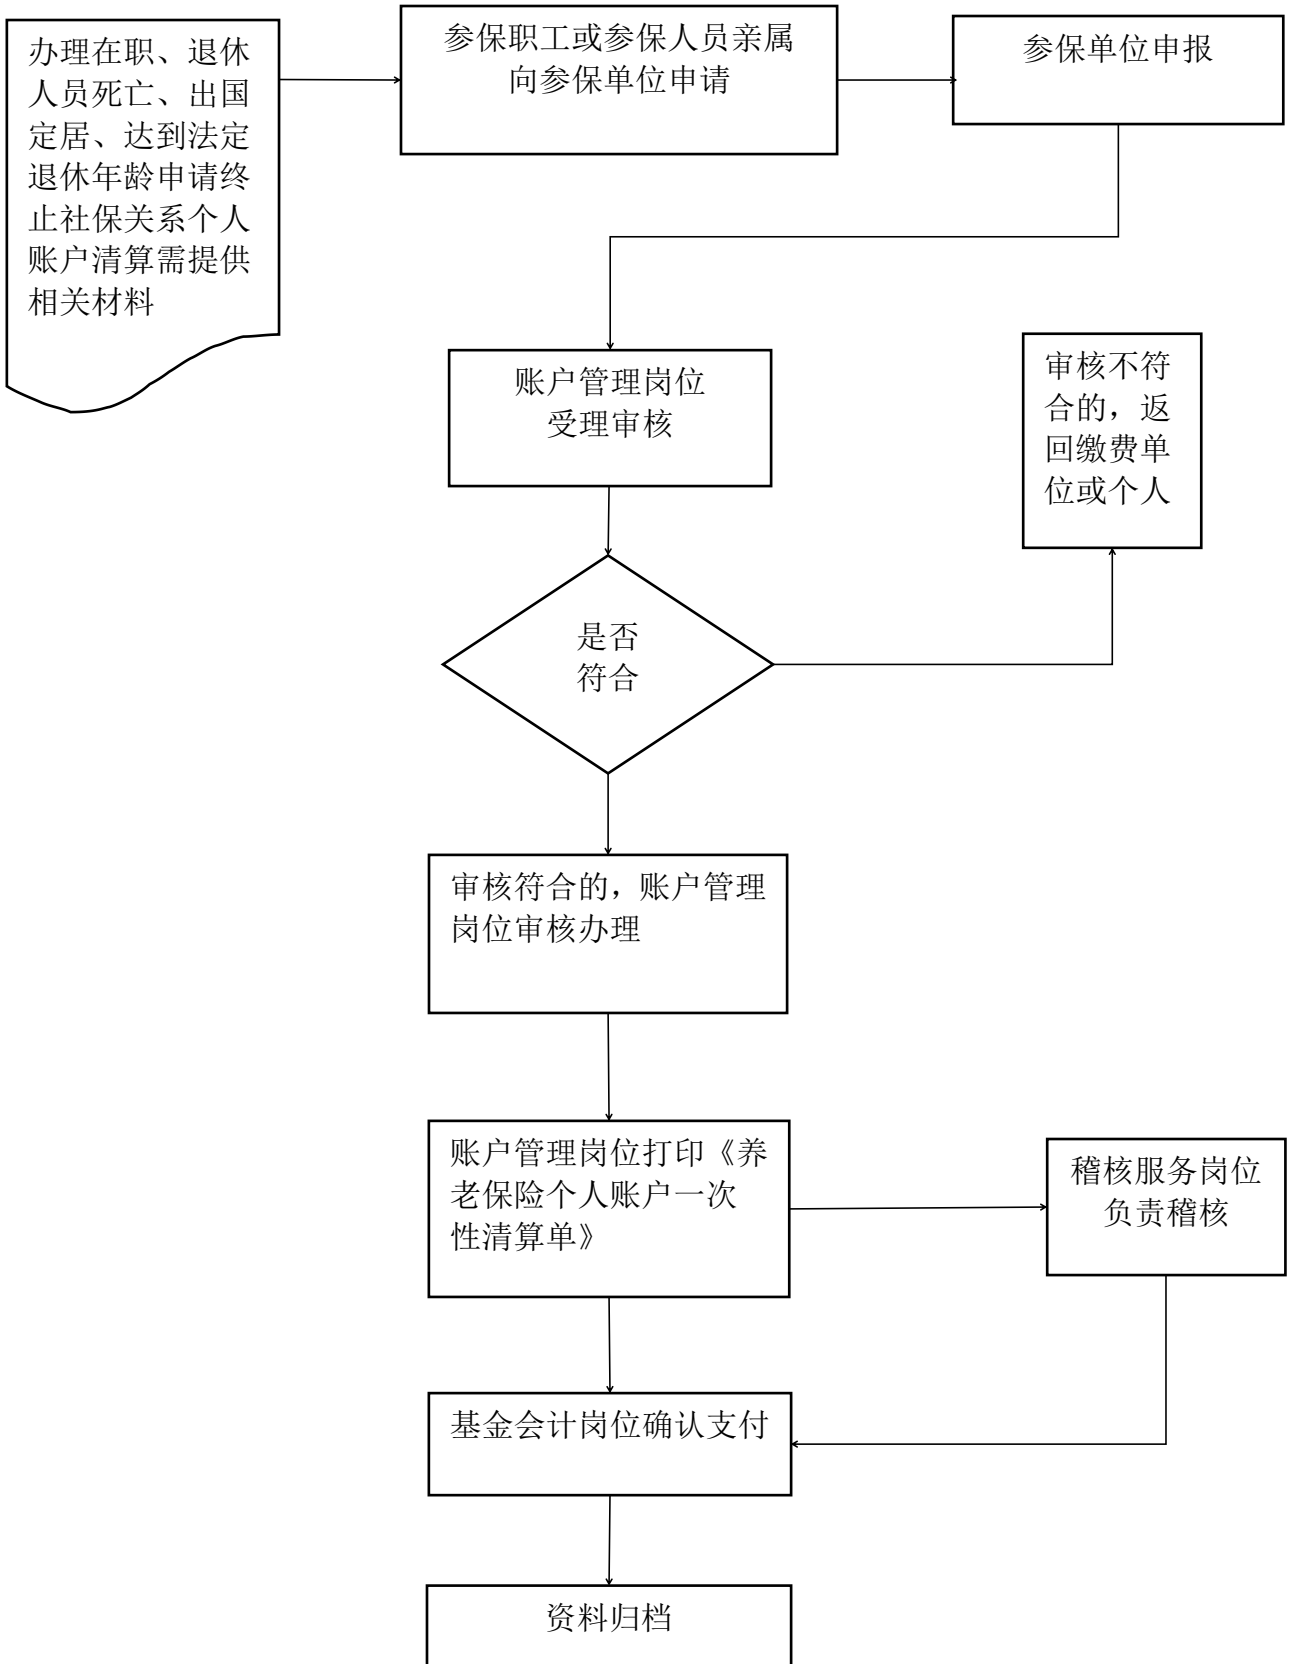 办理在职、退休
人员死亡、出国
定居、达到法定
退休年龄申请终
止社保关系个人
账户清算需提供
相关材料
参保职工或参保人员亲属
向参保单位申请
参保单位申报
账户管理岗位
受理审核
审核不符
合的，返
回缴费单
位或个人
是否
符合
审核符合的，账户管理
岗位审核办理
账户管理岗位打印《养
老保险个人账户一次
性清算单》
稽核服务岗位
负责稽核
基金会计岗位确认支付
资料归档